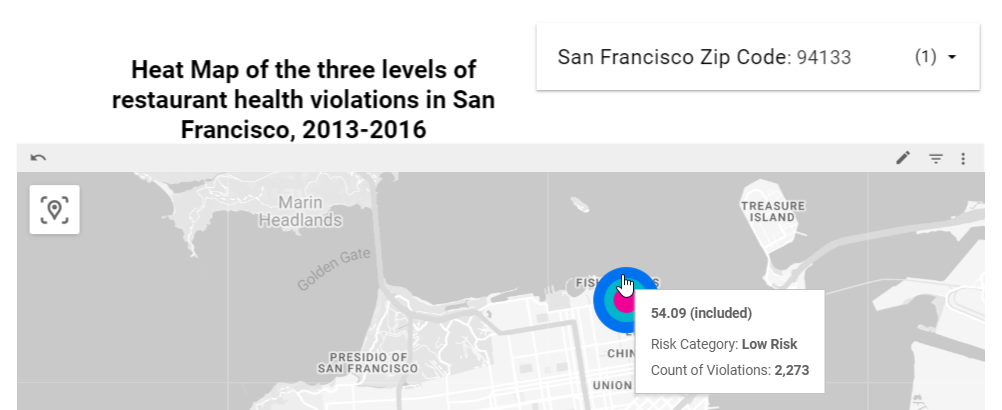 San Francisco Zip Code: 94133 (1)
Heat Map of the three levels of
restaurant health violations in San
Francisco, 2013-2016
Marin
Headlands
TREASURE
ISLAND
Golden Gate
54.09 (included)
Risk Category: Low Risk
PRESIDIO OF
SAN FRANCISCO
Count of Violations: 2,273
UNION